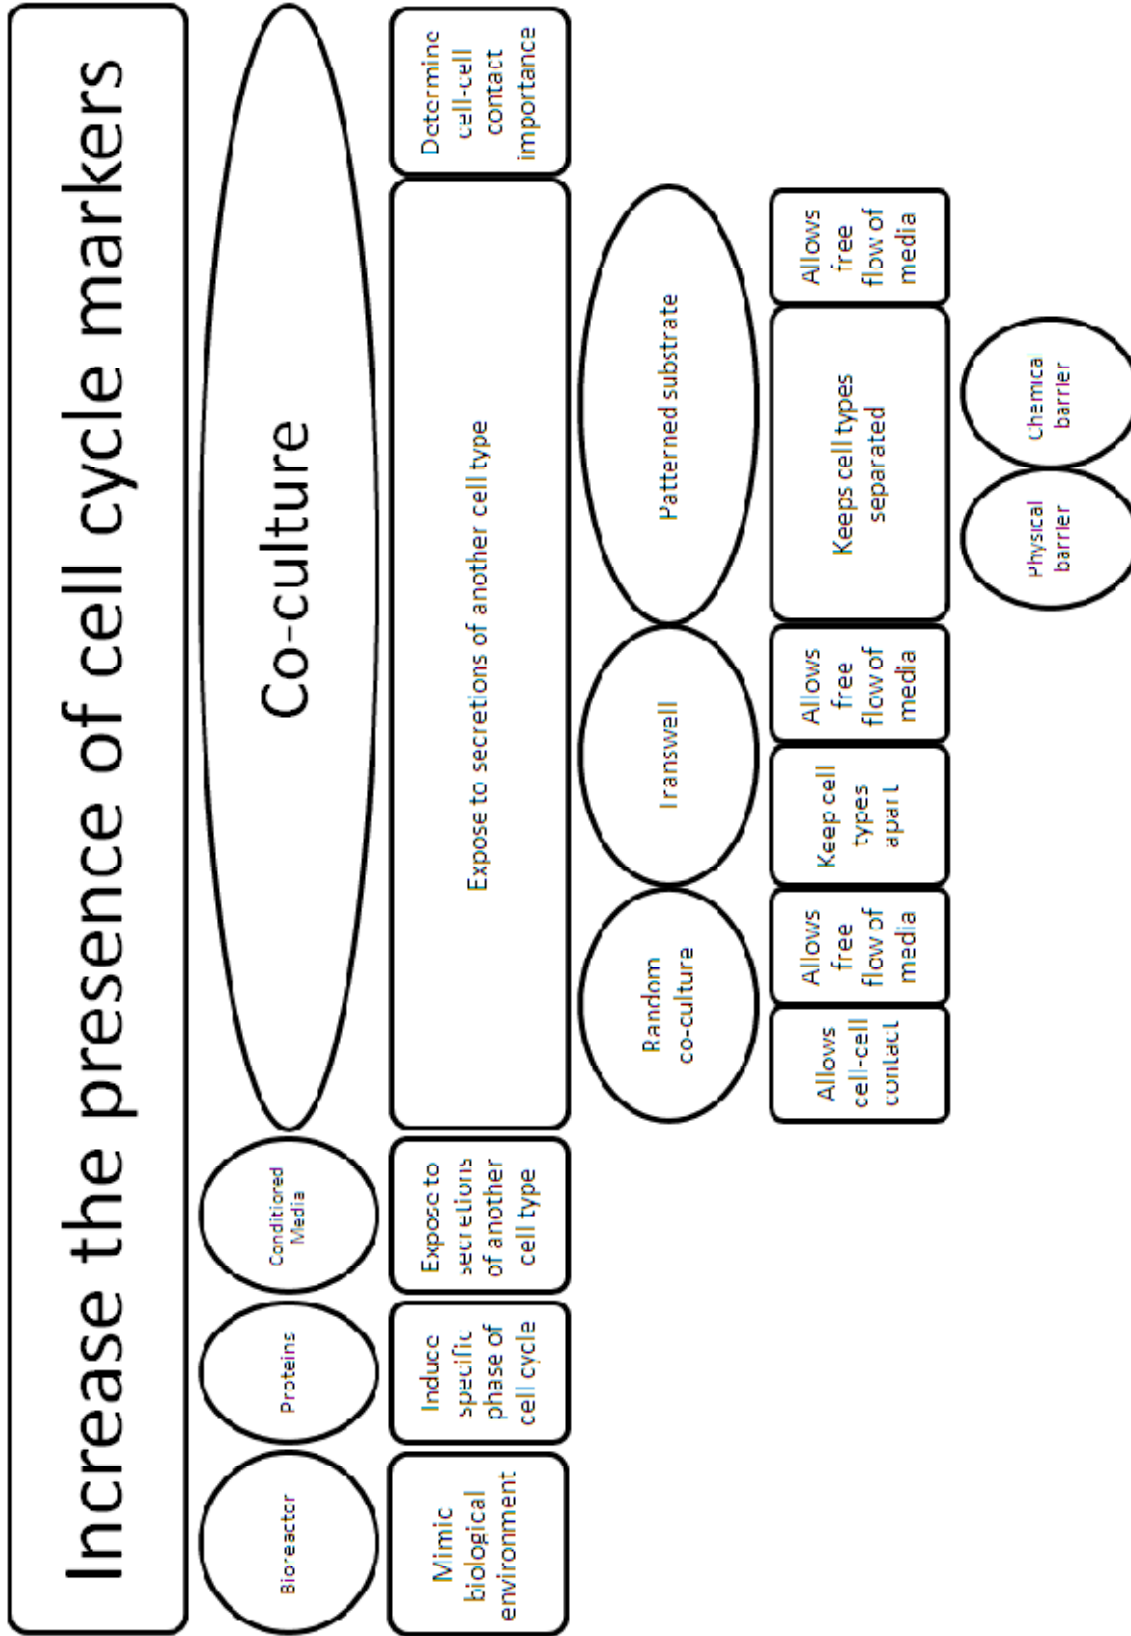 Increase the presence of cell cycle markers
Bioreactor
Proteins
Conditiored
Media
Co-culture
Mimic
biological
environment
Induce
specific
phase of
cell cycle
Expose to
secretions
of another
cell type
Expose to secretions of another cell type
Determine
cell-cell
contact
importance
Random
co-culture
Transwell
Patterned substrate
Allows
cell-cell
contact
Allows
free
flow of
media
Keep cell
types
apart
Allows
free
flow of
media
Keeps cell types
separated
Allows
free
flow of
media
Physical
barrier
Chemical
barrier